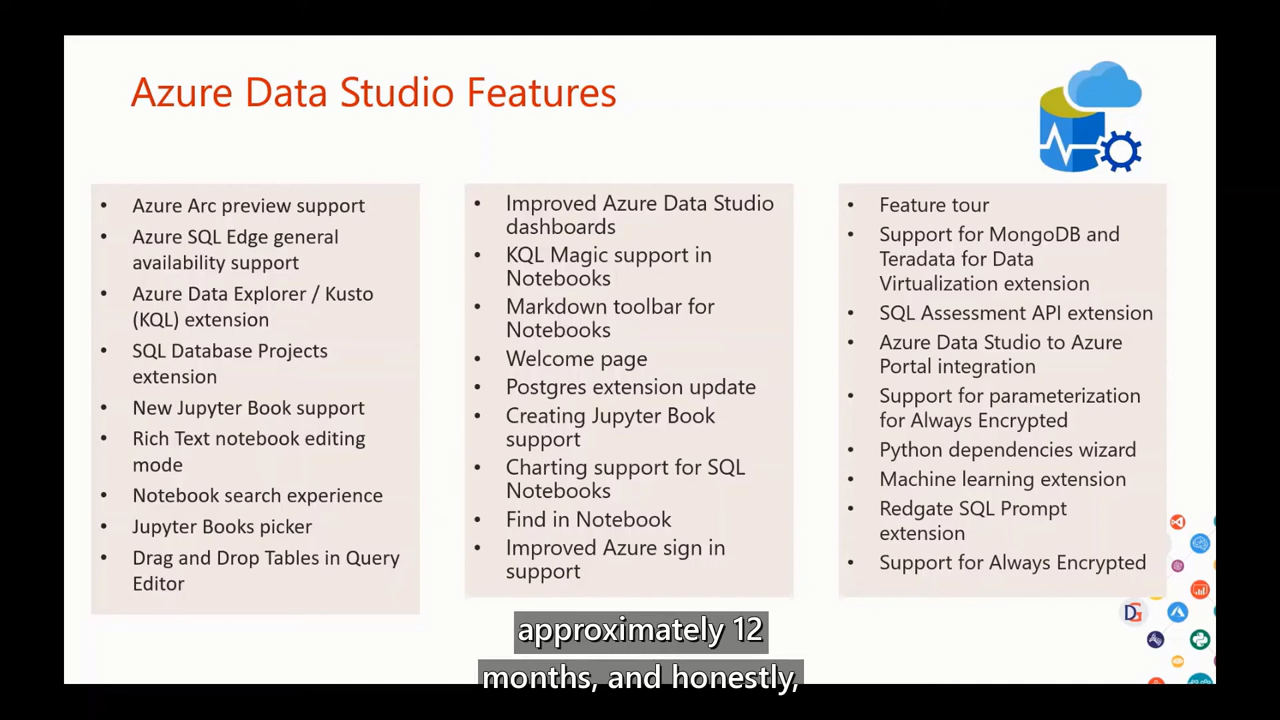 Azure Data Studio Features
• Azure Arc preview support
• Azure SQL Edge general
availability support
• Azure Data Explorer / Kusto
(KQL) extension
• SQL Database Projects
extension
• New Jupyter Book support
• Rich Text notebook editing
mode
• Notebook search experience
• Jupyter Books picker
• Drag and Drop Tables in Query
Editor
• Improved Azure Data Studio
dashboards
• KQL Magic support in
Notebooks
• Markdown toolbar for
Notebooks
• Welcome page
• Postgres extension update
• Creating Jupyter Book
support
• Charting support for SQL
Notebooks
• Find in Notebook
• Improved Azure sign in
support
• Feature tour
• Support for MongoDB and
Teradata for Data
Virtualization extension
• SQL Assessment API extension
• Azure Data Studio to Azure
Portal integration
• Support for parameterization
for Always Encrypted
• Python dependencies wizard
• Machine learning extension
• Redgate SQL Prompt
extension
• Support for Always Encrypted
DG
approximately 12
months, and honestly,